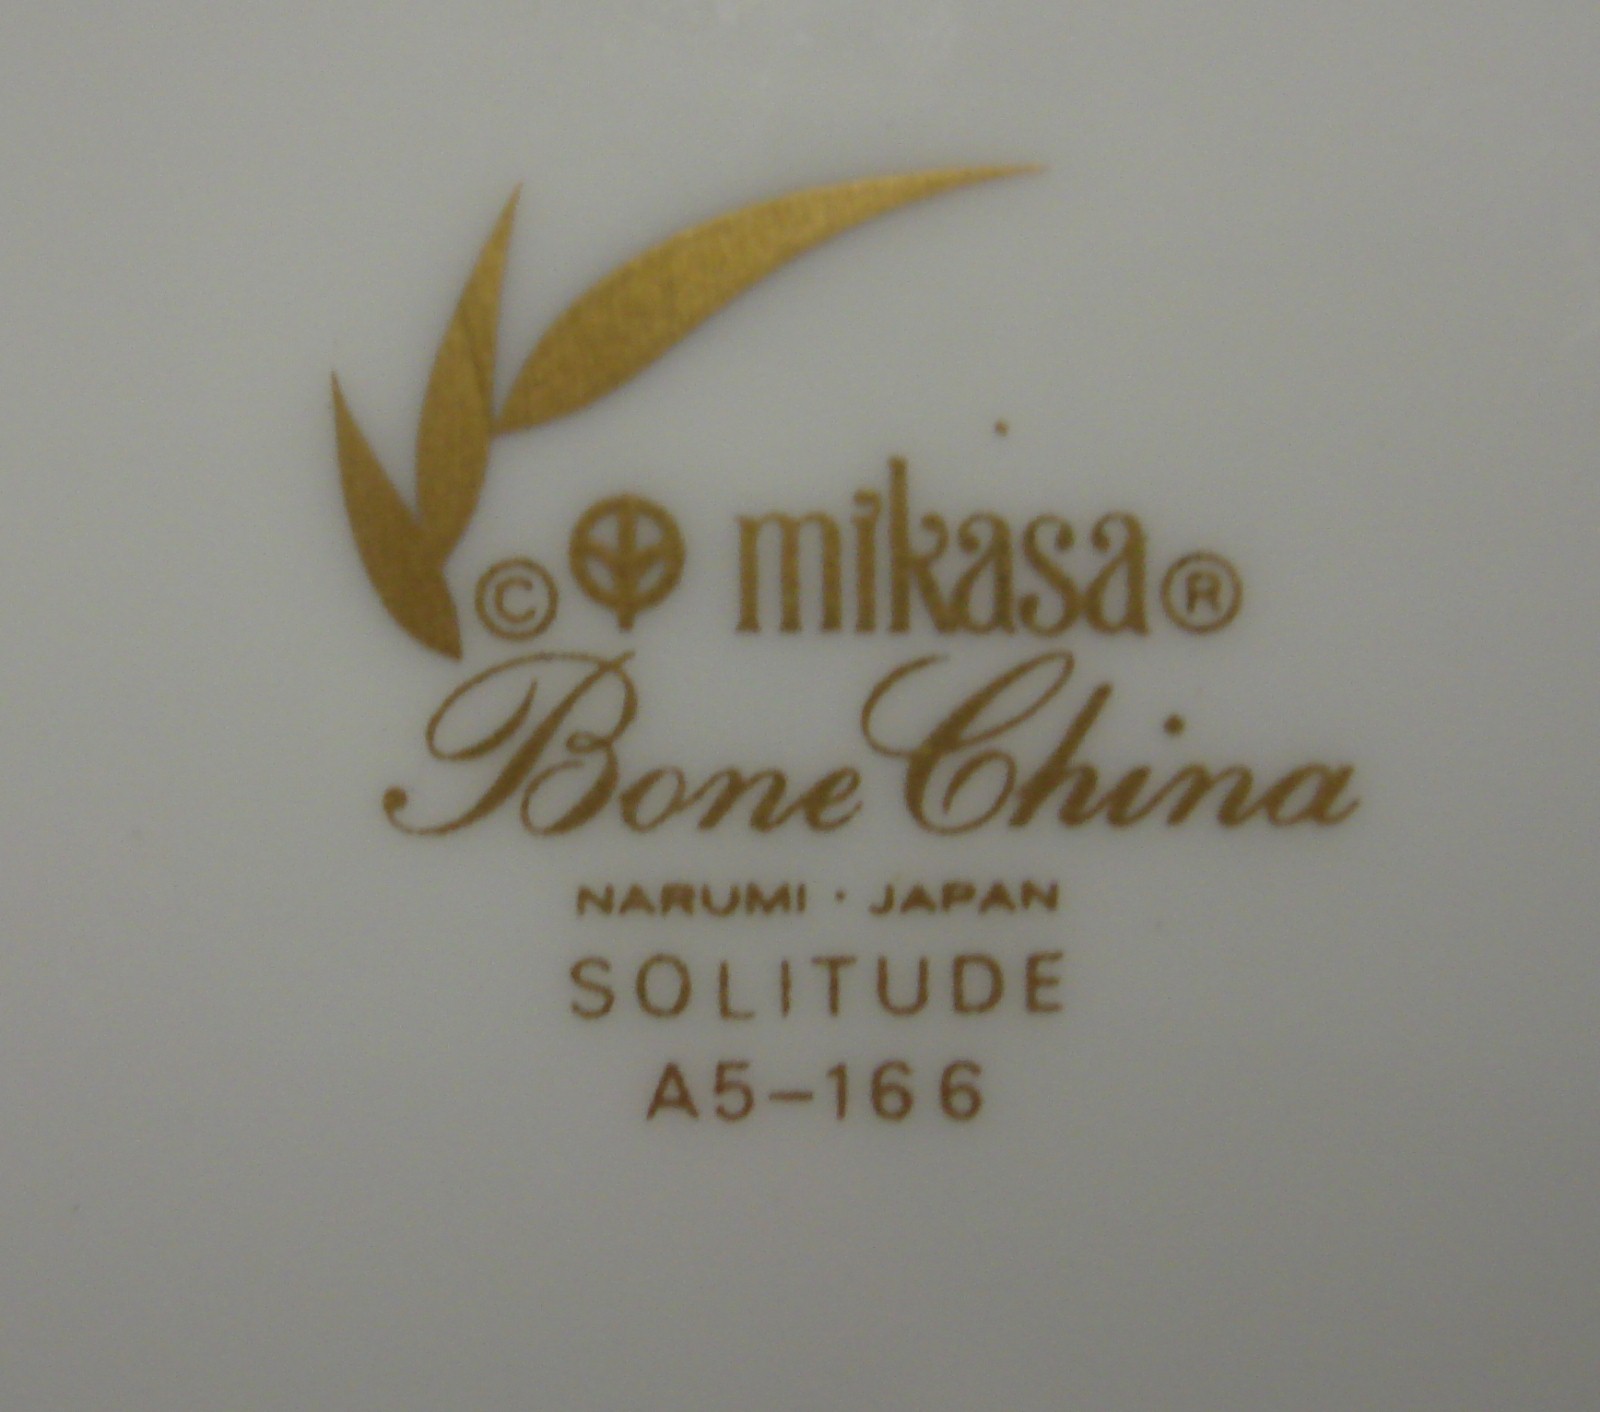 © mikasa ®
Bone China
NARUMI · JAPAN
SOLITUDE
A5-166